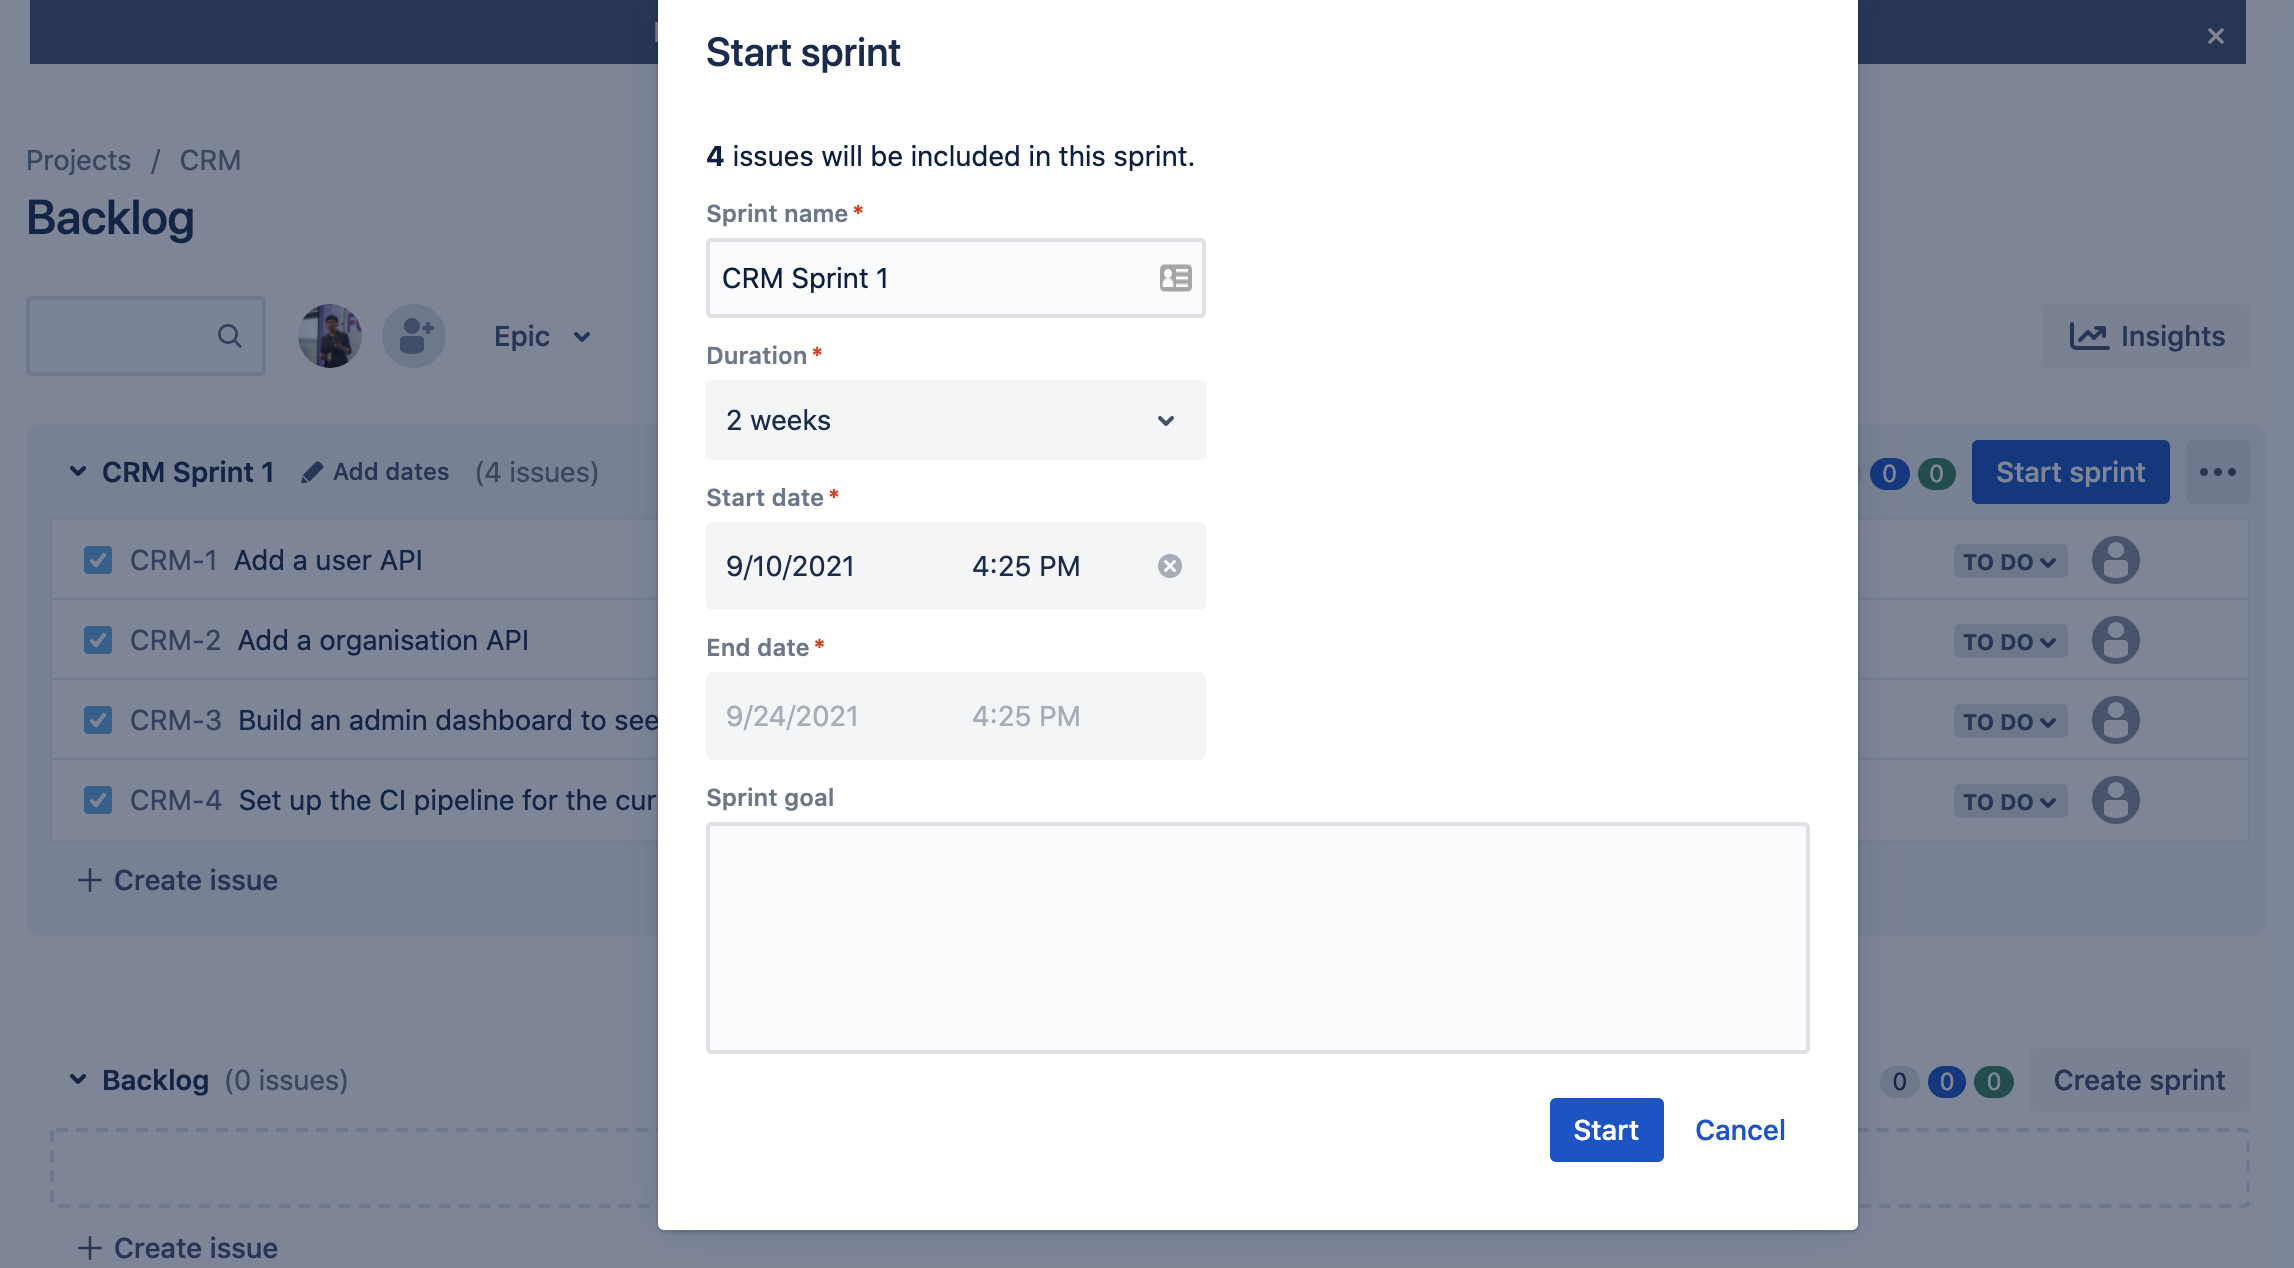 Start sprint
4 issues will be included in this sprint.
Sprint name*
CRM Sprint 1
Duration*
2 weeks
Start date*
9/10/2021 4:25 PM
End date*
9/24/2021 4:25 PM
Sprint goal
Start Cancel
Projects / CRM
Backlog
Epic
Insights
CRM Sprint 1 Add dates (4 issues) 0 0 Start sprint
CRM-1 Add a user API TO DO
CRM-2 Add a organisation API TO DO
CRM-3 Build an admin dashboard to see TO DO
CRM-4 Set up the CI pipeline for the cur TO DO
+ Create issue
Backlog (0 issues) 0 0 0 Create sprint
+ Create issue